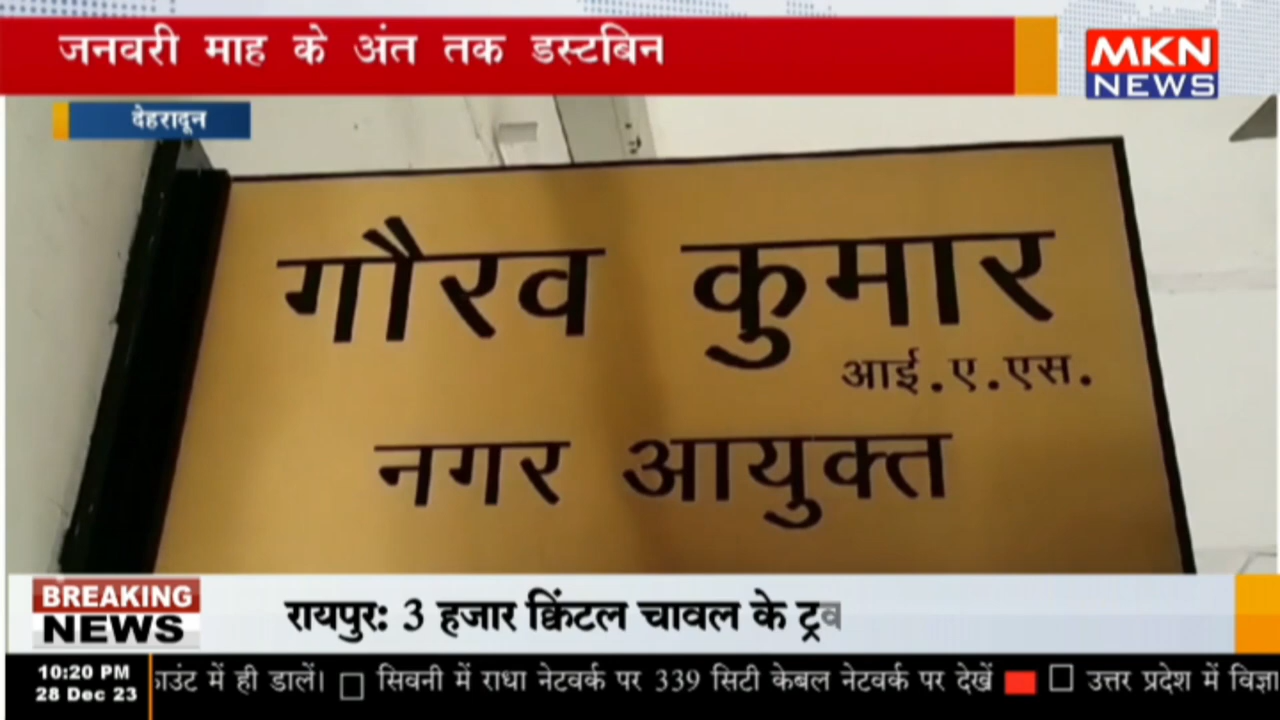 जनवरी माह के अंत तक डस्टबिन
MKN
NEWS
देहरादून
गौरव कुमार
आई.ए.एस.
नगर आयुक्त
BREAKING
NEWS
रायपुर: 3 हजार क्विंटल चावल के
10:20 PM
28 Dec 23
में ही डालें। सिवनी में राधा नेटवर्क पर 339 सिटी केबल नेटवर्क पर देखें उत्तर प्रदेश में